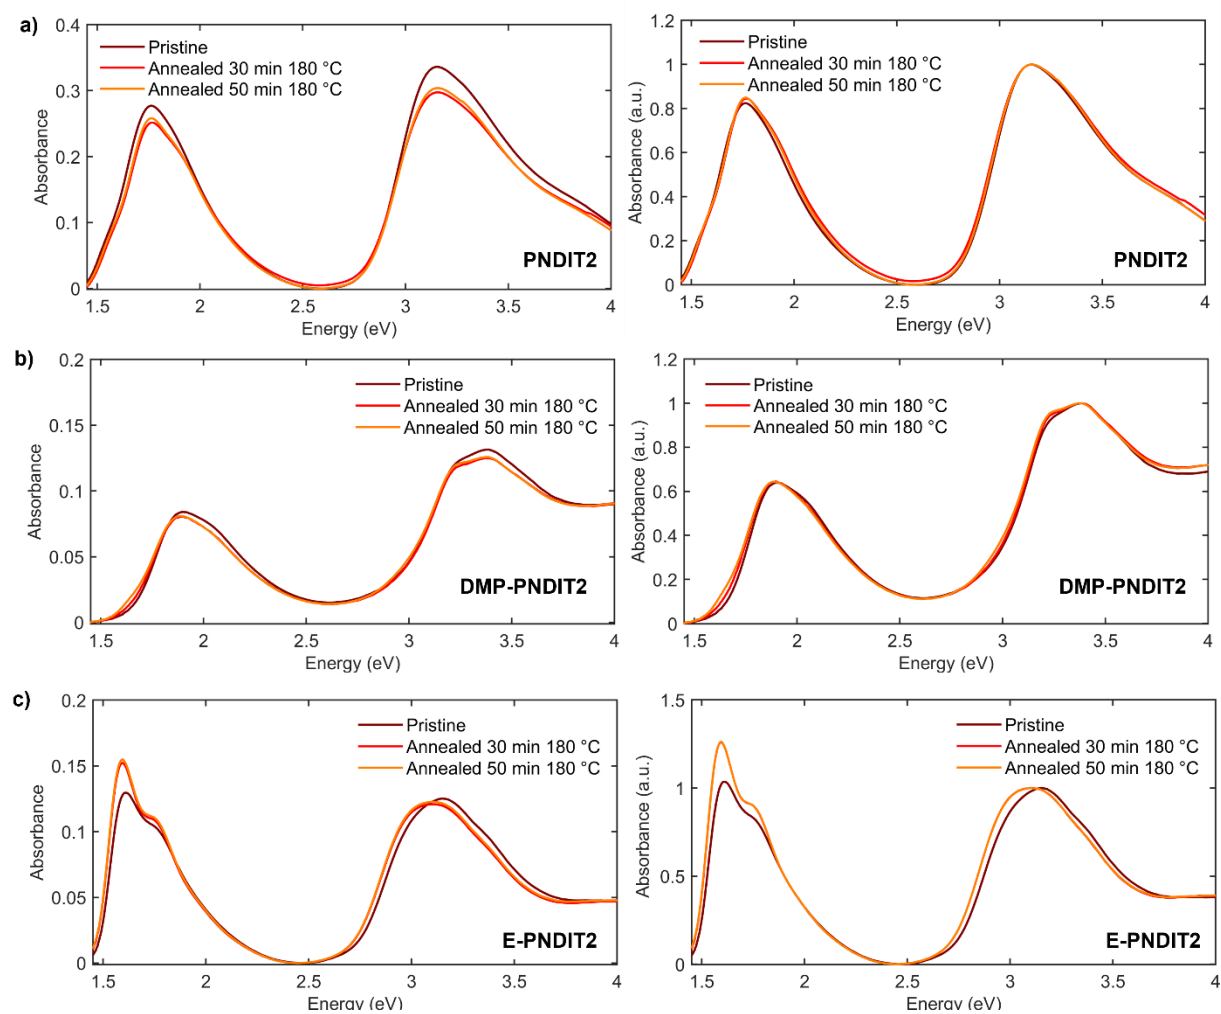 a)
0.4
0.3
0.2
0.1
0
Absorbance
Pristine
Annealed 30 min 180 °C
Annealed 50 min 180 °C
PNDIT2
1.5 2 2.5 3 3.5 4
Energy (eV)
1.2
1
0.8
0.6
0.4
0.2
0
Absorbance (a.u.)
Pristine
Annealed 30 min 180 °C
Annealed 50 min 180 °C
PNDIT2
1.5 2 2.5 3 3.5 4
Energy (eV)
b)
0.2
0.15
0.1
0.05
0
Absorbance
Pristine
Annealed 30 min 180 °C
Annealed 50 min 180 °C
DMP-PNDIT2
1.5 2 2.5 3 3.5 4
Energy (eV)
1.2
1
0.8
0.6
0.4
0.2
0
Absorbance (a.u.)
Pristine
Annealed 30 min 180 °C
Annealed 50 min 180 °C
DMP-PNDIT2
1.5 2 2.5 3 3.5 4
Energy (eV)
c)
0.2
0.15
0.1
0.05
0
Absorbance
Pristine
Annealed 30 min 180 °C
Annealed 50 min 180 °C
E-PNDIT2
1.5 2 2.5 3 3.5 4
Energy (eV)
1.5
1
0.5
0
Absorbance (a.u.)
Pristine
Annealed 30 min 180 °C
Annealed 50 min 180 °C
E-PNDIT2
1.5 2 2.5 3 3.5 4
Energy (eV)